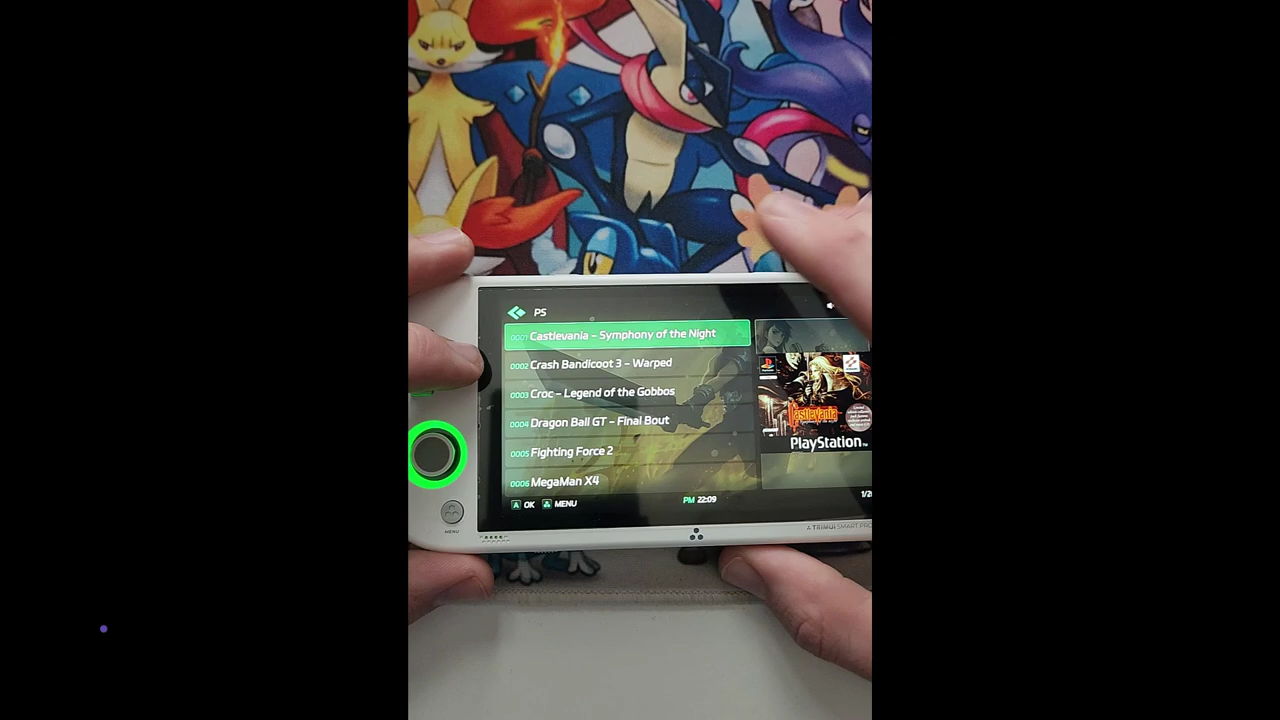 PS
0001 Castlevania – Symphony of the Night
0002 Crash Bandicoot 3 – Warped
0003 Croc – Legend of the Gobbos
0004 Dragon Ball GT – Final Bout
0005 Fighting Force 2
0006 MegaMan X4
Castlevania
PlayStation
A OK MENU
PM 22:09
TRIMUI SMART PRO
MENU